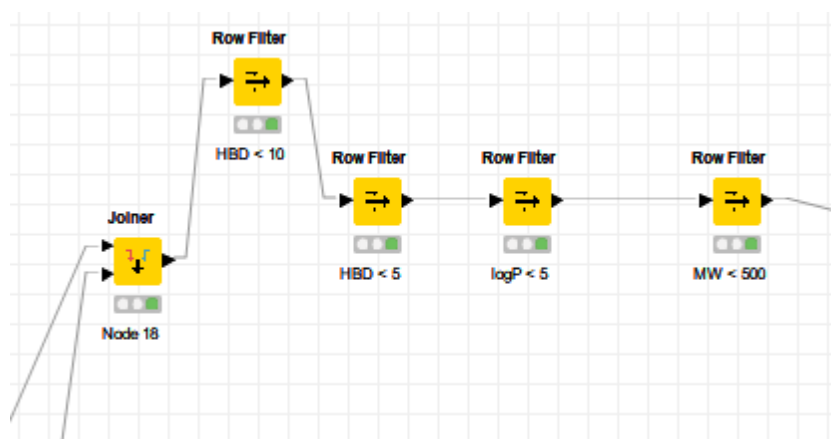 Row Filter
HBD < 10
Row Filter
Row Filter
Row Filter
HBD < 5
logP < 5
MW < 500
Joiner
Node 18